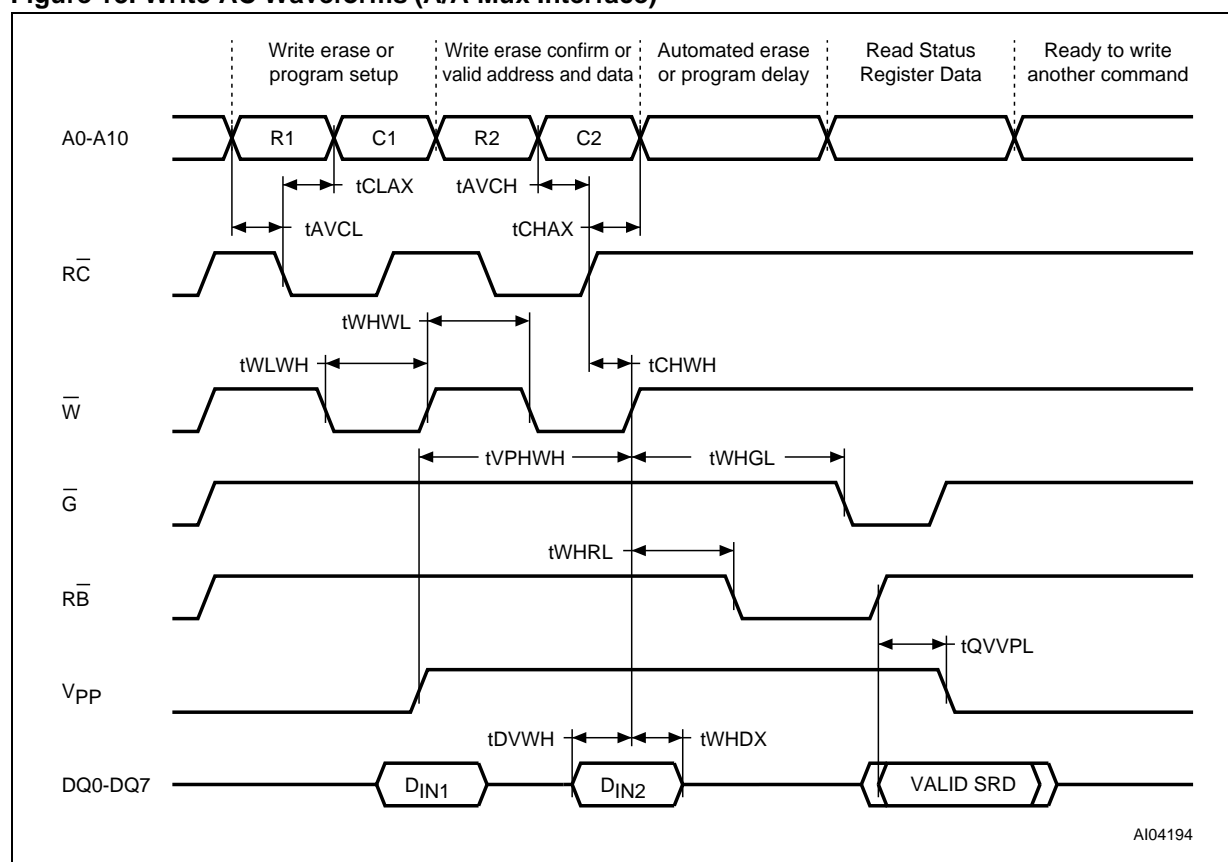 Figure 16. Write AC Waveforms (A/A Mux Interface)
Write erase or
program setup
Write erase confirm or
valid address and data
Automated erase
or program delay
Read Status
Register Data
Ready to write
another command
A0-A10
R1
C1
R2
C2
tCLAX
tAVCH
tAVCL
tCHAX
RC̅
tWHWL
tWLWH
tCHWH
W̅
tVPHWH
tWHGL
G̅
tWHRL
RB̅
tQVVPL
VPP
tDVWH
tWHDX
DQ0-DQ7
DIN1
DIN2
VALID SRD
AI04194